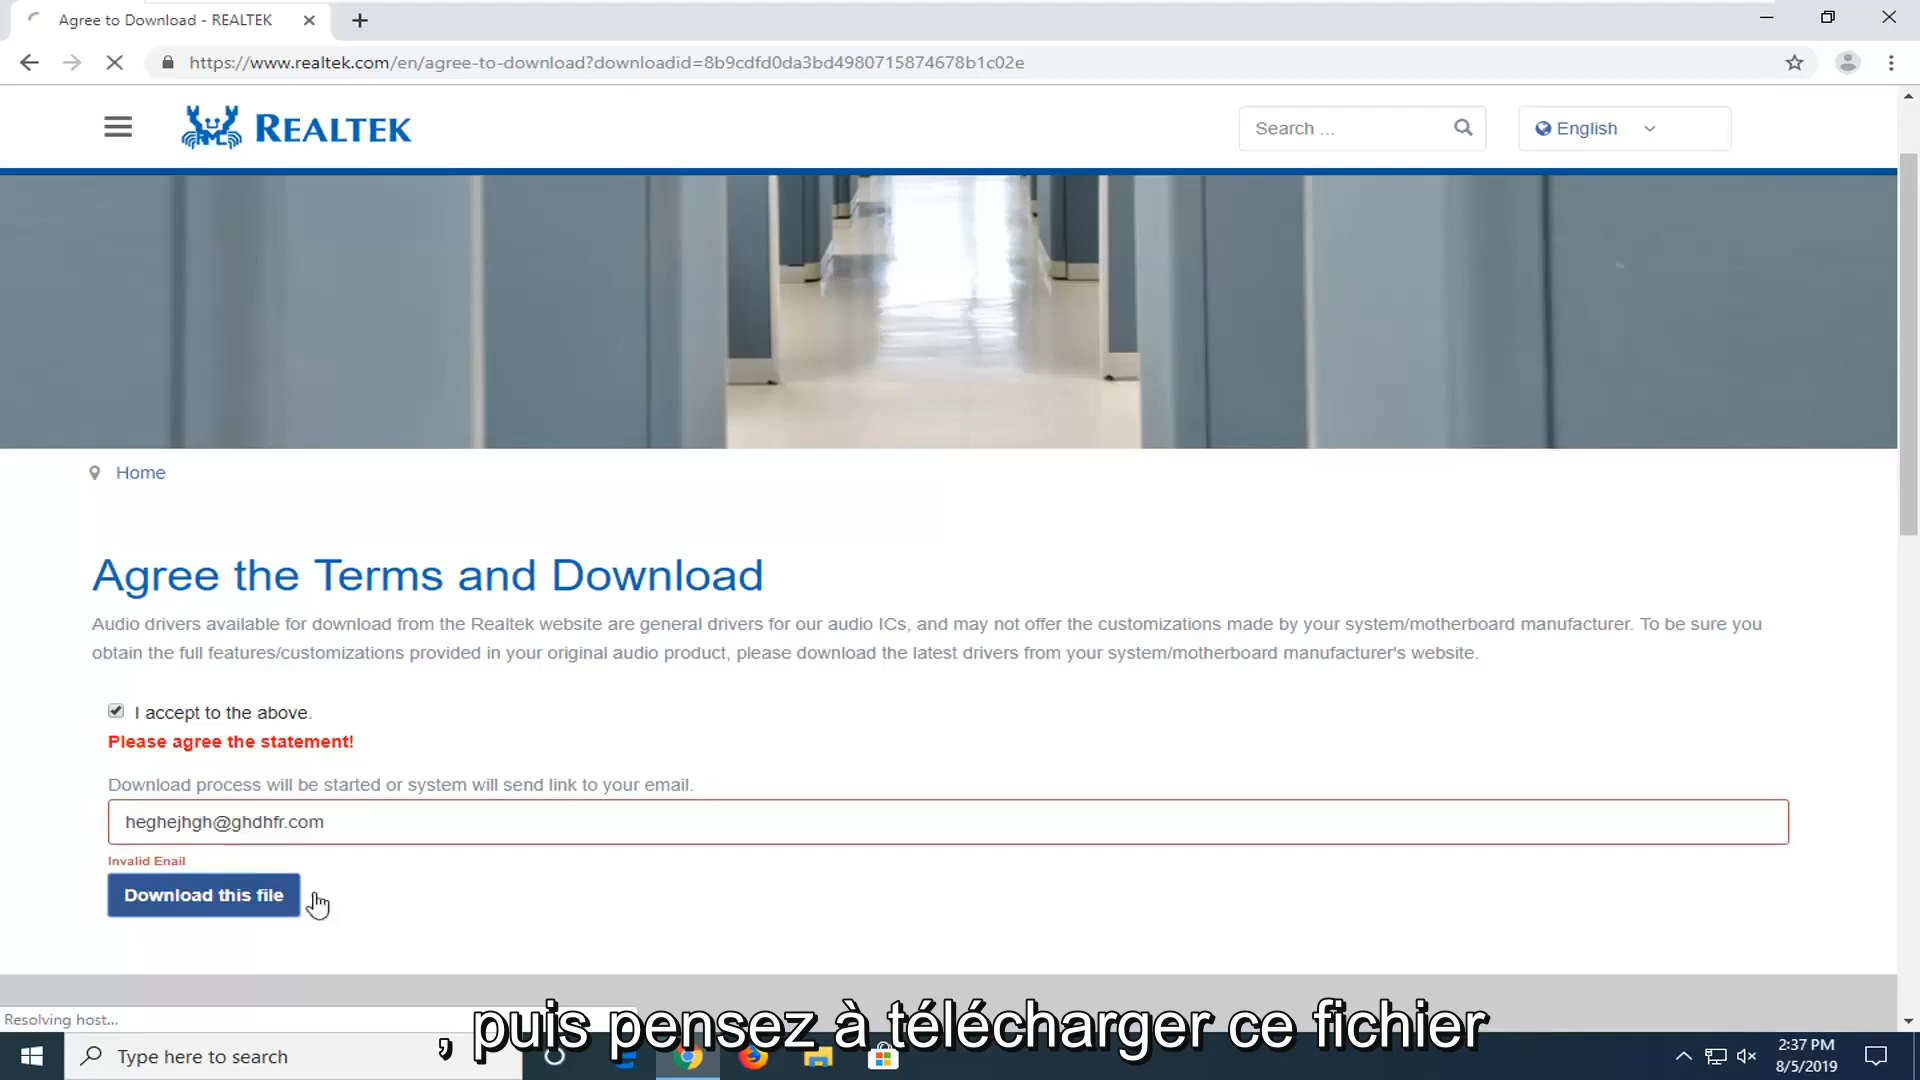 Agree to Download - REALTEK
https://www.realtek.com/en/agree-to-download?downloadid=8b9cdfd0da3bd4980715874678b1c02e
REALTEK
Search ...
English
Home
Agree the Terms and Download
Audio drivers available for download from the Realtek website are general drivers for our audio ICs, and may not offer the customizations made by your system/motherboard manufacturer. To be sure you
obtain the full features/customizations provided in your original audio product, please download the latest drivers from your system/motherboard manufacturer's website.
I accept to the above.
Please agree the statement!
Download process will be started or system will send link to your email.
heghejhgh@ghdhfr.com
Invalid Enail
Download this file
Resolving host...
, puis pensez à télécharger ce fichier
Type here to search
2:37 PM
8/5/2019